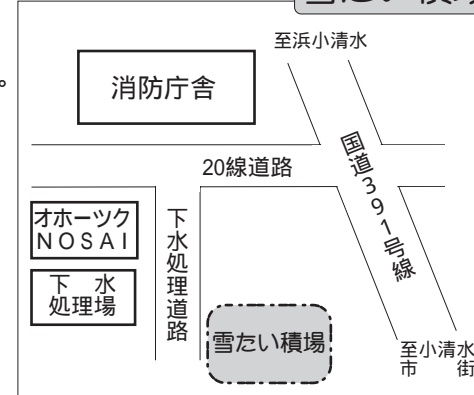 雪たい積場
。
至浜小清水
消防庁舎
20線道路
国道391号線
オホーツク
NOSAI
下水処理道路
下水
処理場
雪たい積場
至小清水
市街